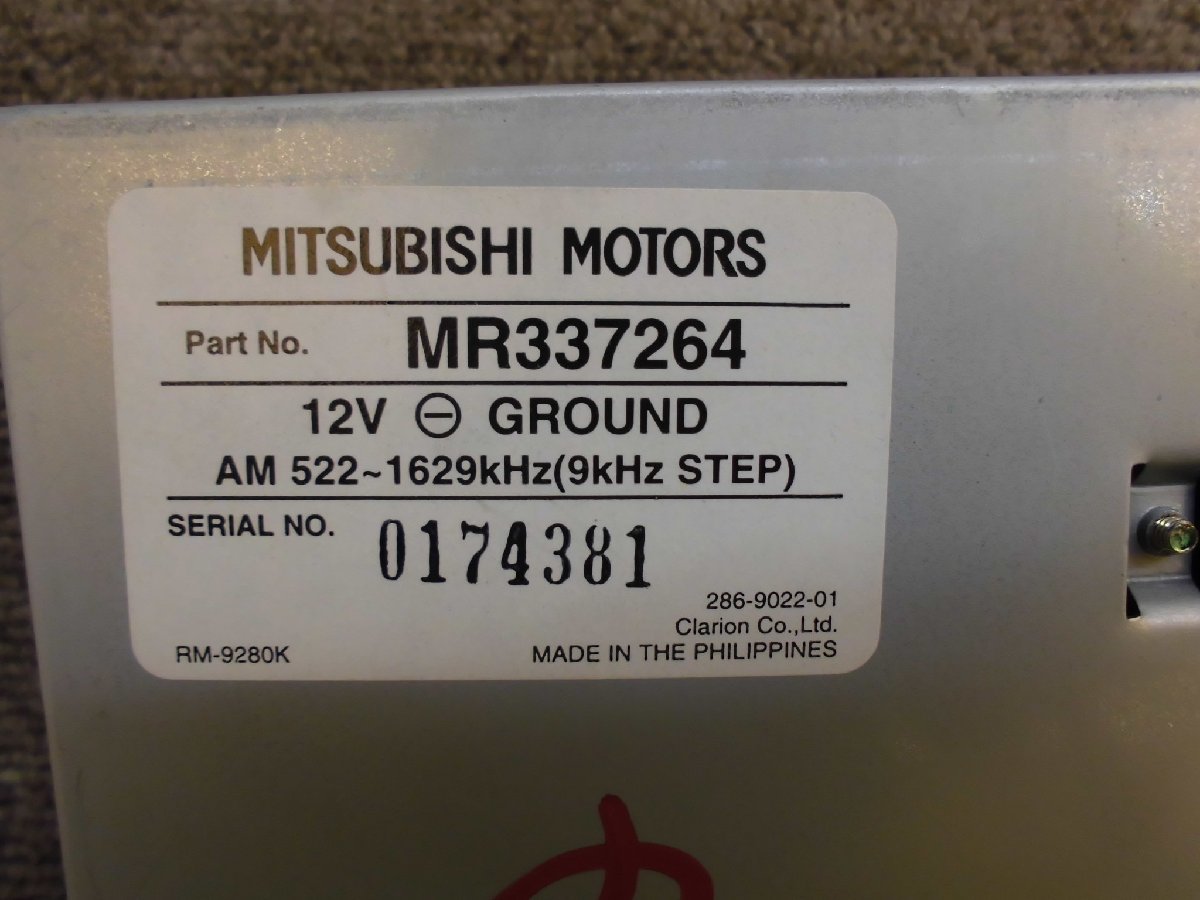 MITSUBISHI MOTORS
Part No. MR337264
12V ⊖ GROUND
AM 522~1629kHz(9kHz STEP)
SERIAL NO. 0174381
286-9022-01
Clarion Co.,Ltd.
RM-9280K MADE IN THE PHILIPPINES